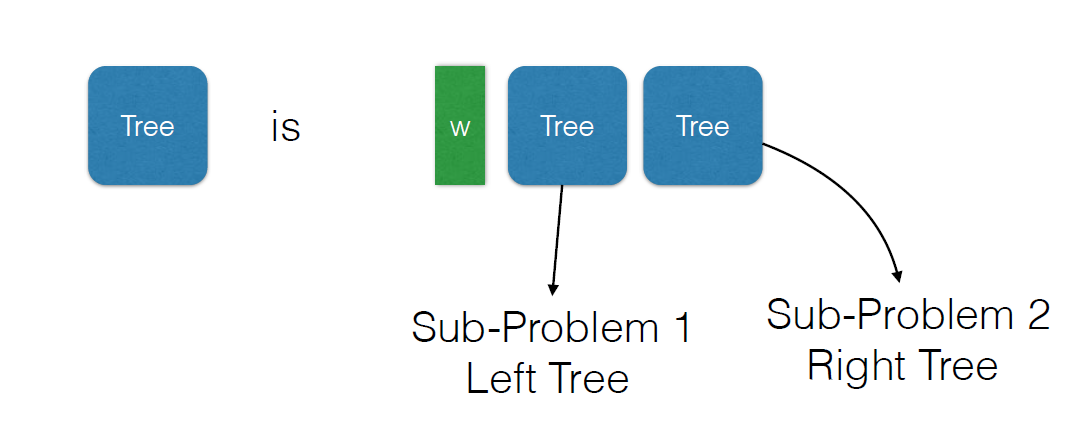 Tree is w Tree Tree
Sub-Problem 1
Left Tree
Sub-Problem 2
Right Tree